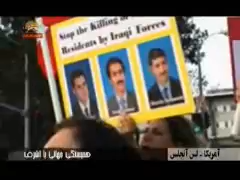 Stop the Killing of
Residents by Iraqi Forces
آمریکا - لس آنجلس
همبستگی جهانی با اشرف